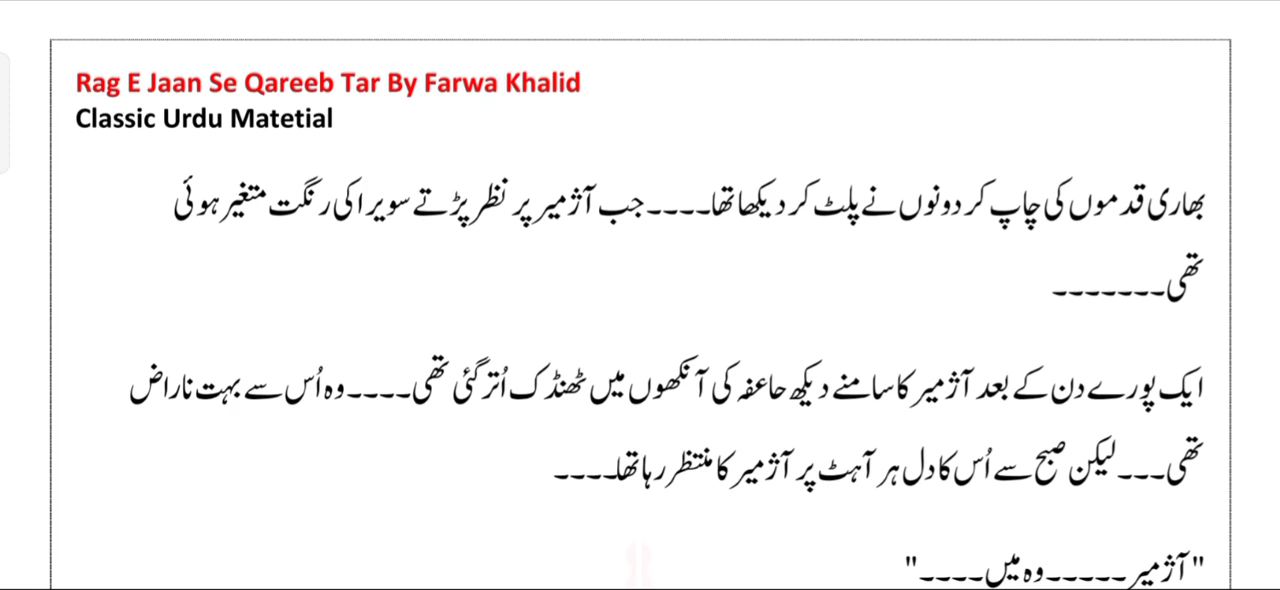 Rag E Jaan Se Qareeb Tar By Farwa Khalid
Classic Urdu Matetial
بھاری قدموں کی چاپ کر دونوں نے پلٹ کر دیکھا تھا۔۔۔۔ جب آژمیر پر نظر پڑتے سویرا کی رنگت متغیر ہوئی
تھی۔۔۔۔۔۔۔
ایک پورے دن کے بعد آژمیر کا سامنے دیکھ حاعفہ کی آنکھوں میں ٹھنڈک اُتر گئی تھی۔۔۔۔ وہ اُس سے بہت ناراض
تھی۔۔۔ لیکن صبح سے اُس کا دل ہر آہٹ پر آژمیر کا منتظر رہا تھا۔۔۔۔
"آژمیر ۔۔۔۔۔ وہ میں۔۔۔۔"